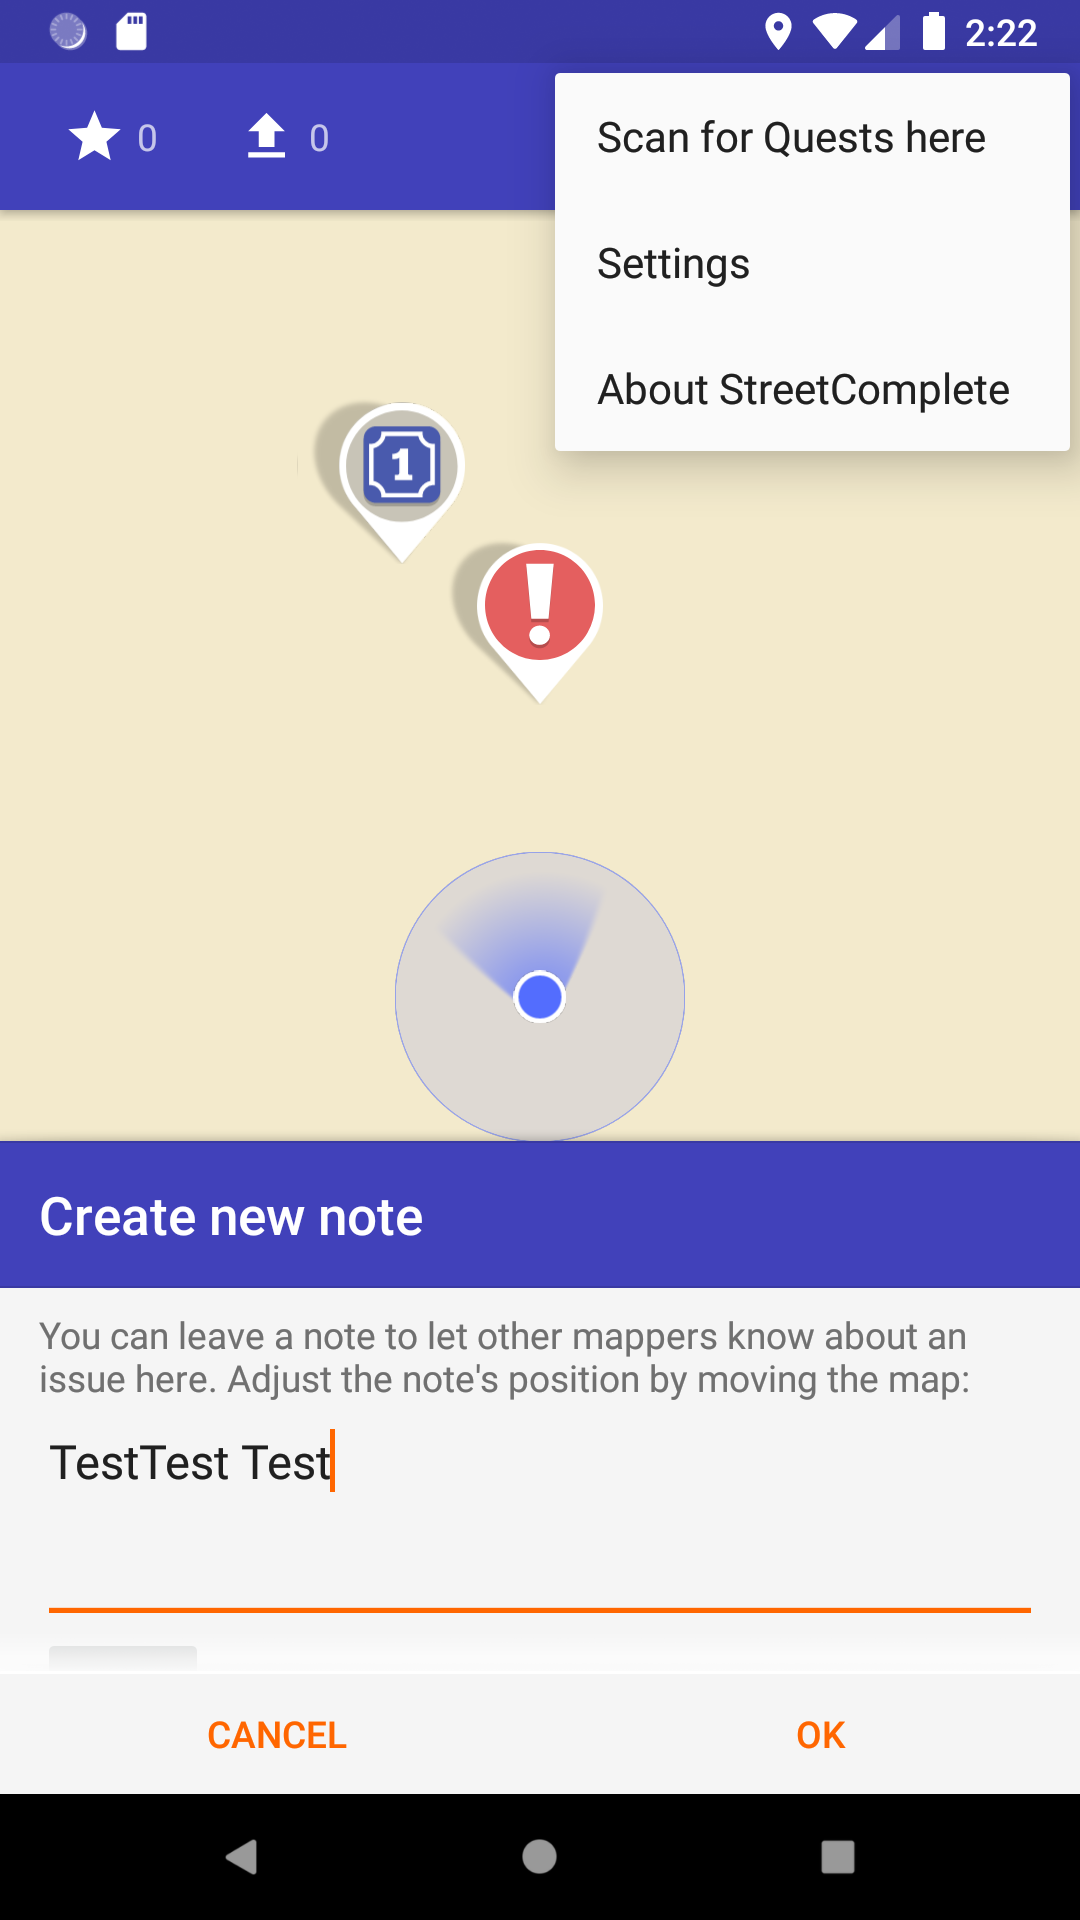 2:22
0
0
Scan for Quests here
Settings
About StreetComplete
1
!
Create new note
You can leave a note to let other mappers know about an
issue here. Adjust the note's position by moving the map:
TestTest Test
CANCEL
OK